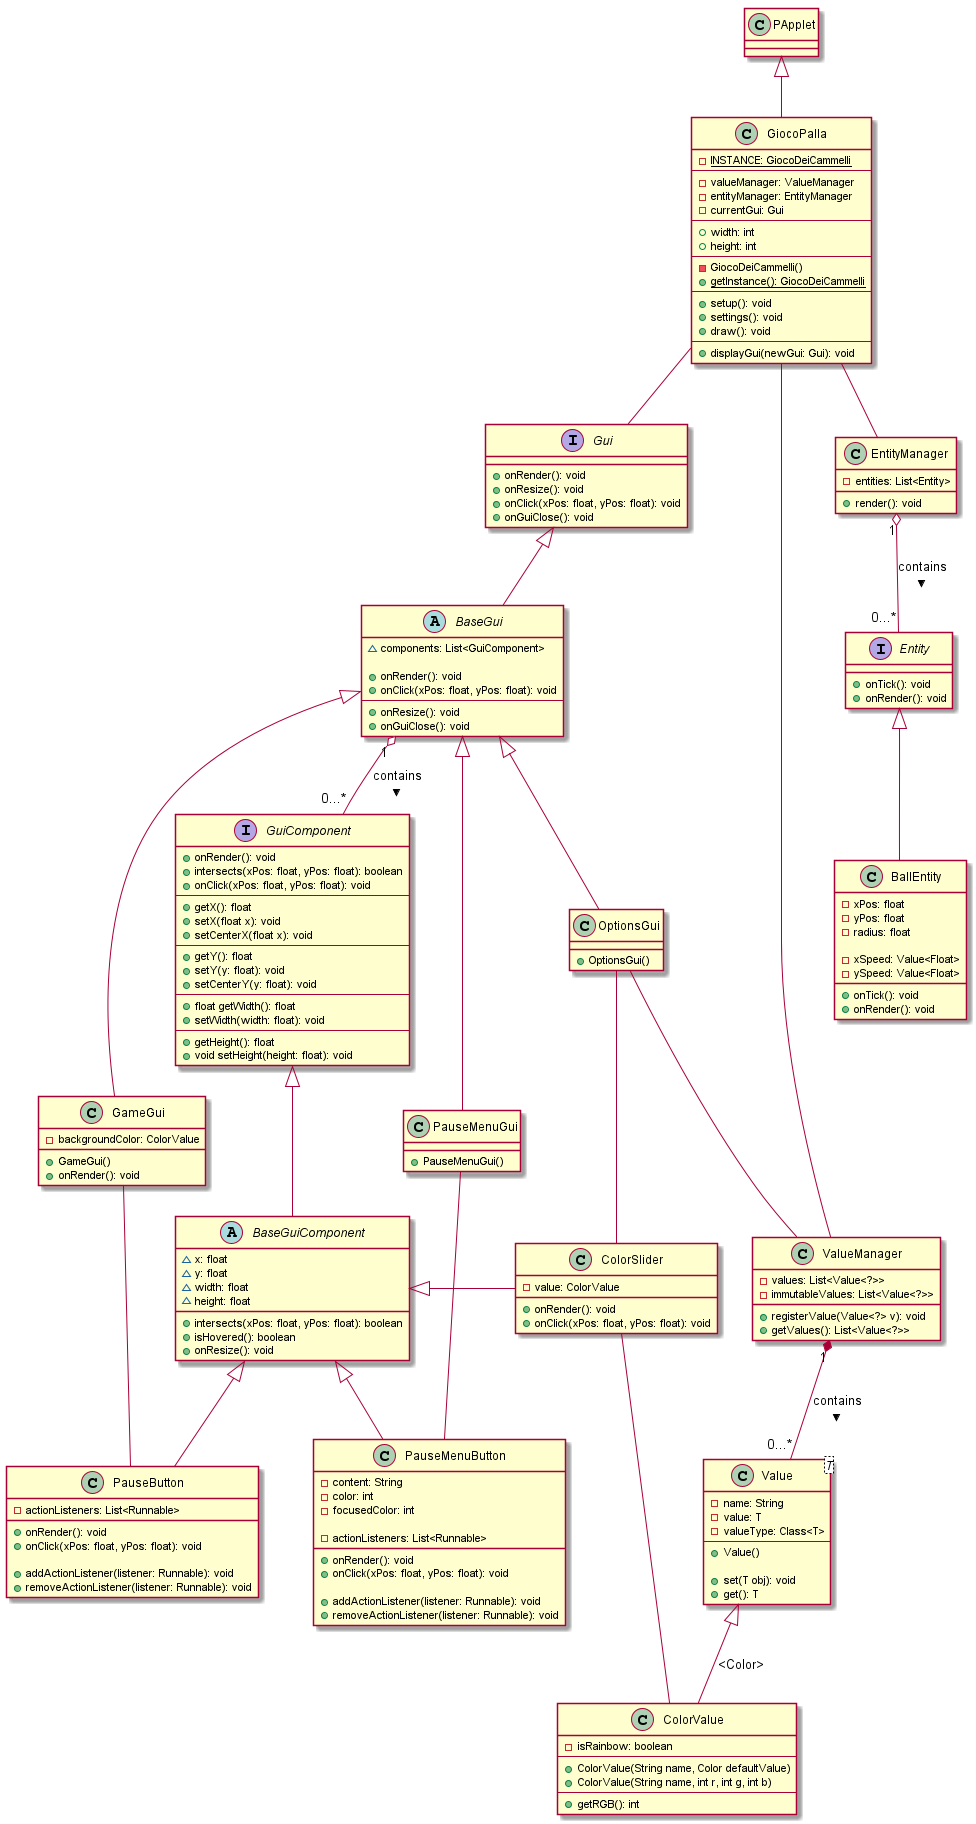 C PApplet
C GiocoPalla
INSTANCE: GiocoDeiCammelli
valueManager: ValueManager
entityManager: EntityManager
currentGui: Gui
width: int
height: int
GiocoDeiCammelli()
getInstance(): GiocoDeiCammelli
setup(): void
settings(): void
draw(): void
displayGui(newGui: Gui): void
I Gui
onRender(): void
onResize(): void
onClick(xPos: float, yPos: float): void
onGuiClose(): void
C EntityManager
entities: List<Entity>
render(): void
1
contains
▼
0...*
I Entity
onTick(): void
onRender(): void
A BaseGui
components: List<GuiComponent>
onRender(): void
onClick(xPos: float, yPos: float): void
onResize(): void
onGuiClose(): void
1
contains
▼
0...*
I GuiComponent
onRender(): void
intersects(xPos: float, yPos: float): boolean
onClick(xPos: float, yPos: float): void
getX(): float
setX(float x): void
setCenterX(float x): void
getY(): float
setY(y: float): void
setCenterY(y: float): void
float getWidth(): float
setWidth(width: float): void
getHeight(): float
void setHeight(height: float): void
C BallEntity
xPos: float
yPos: float
radius: float
xSpeed: Value<Float>
ySpeed: Value<Float>
onTick(): void
onRender(): void
C OptionsGui
OptionsGui()
C GameGui
backgroundColor: ColorValue
GameGui()
onRender(): void
C PauseMenuGui
PauseMenuGui()
A BaseGuiComponent
x: float
y: float
width: float
height: float
intersects(xPos: float, yPos: float): boolean
isHovered(): boolean
onResize(): void
C ColorSlider
value: ColorValue
onRender(): void
onClick(xPos: float, yPos: float): void
C ValueManager
values: List<Value<?>>
immutableValues: List<Value<?>>
registerValue(Value<?> v): void
getValues(): List<Value<?>>
1
contains
▼
0...*
C PauseButton
actionListeners: List<Runnable>
onRender(): void
onClick(xPos: float, yPos: float): void
addActionListener(listener: Runnable): void
removeActionListener(listener: Runnable): void
C PauseMenuButton
content: String
color: int
focusedColor: int
actionListeners: List<Runnable>
onRender(): void
onClick(xPos: float, yPos: float): void
addActionListener(listener: Runnable): void
removeActionListener(listener: Runnable): void
C Value T
name: String
value: T
valueType: Class<T>
Value()
set(T obj): void
get(): T
<Color>
C ColorValue
isRainbow: boolean
ColorValue(String name, Color defaultValue)
ColorValue(String name, int r, int g, int b)
getRGB(): int